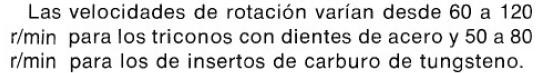 Las velocidades de rotación varían desde 60 a 120
r/min para los triconos con dientes de acero y 50 a 80
r/min para los de insertos de carburo de tungsteno.